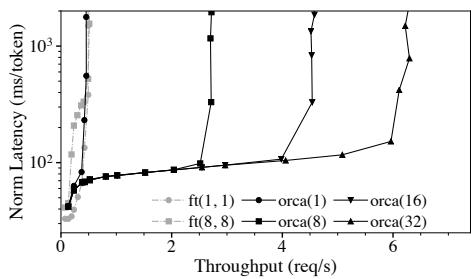 Norm Latency (ms/token)
10³
10²
ft(1, 1) orca(1) orca(16)
ft(8, 8) orca(8) orca(32)
0 2 4 6
Throughput (req/s)